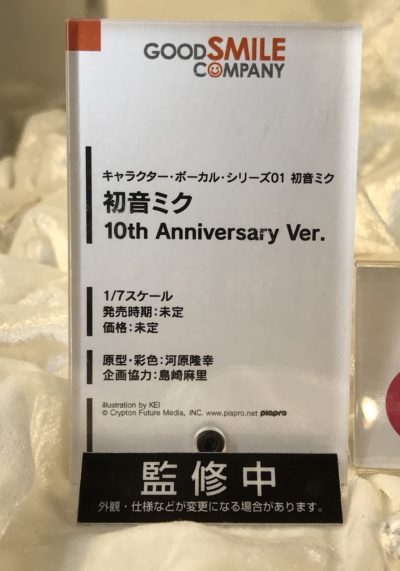 GOOD SMILE
COMPANY
キャラクター・ボーカル・シリーズ01 初音ミク
初音ミク
10th Anniversary Ver.
1/7スケール
発売時期:未定
価格:未定
原型・彩色:河原隆幸
企画協力:島崎麻里
illustration by KEI
© Crypton Future Media, INC. www.piapro.net piapro
監修中
外観・仕様などが変更になる場合があります。